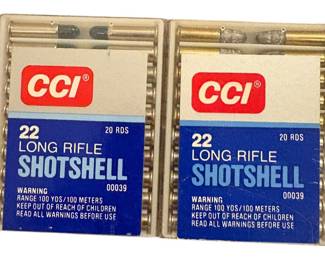 CCI®
22
20 RDS
LONG RIFLE
SHOTSHELL
00039
WARNING
RANGE 100 YDS/100 METERS
KEEP OUT OF REACH OF CHILDREN
READ ALL WARNINGS BEFORE USE
CCI®
22
20 RDS
LONG RIFLE
SHOTSHELL
00039
WARNING
RANGE 100 YDS/100 METERS
KEEP OUT OF REACH OF CHILDREN
READ ALL WARNINGS BEFORE USE